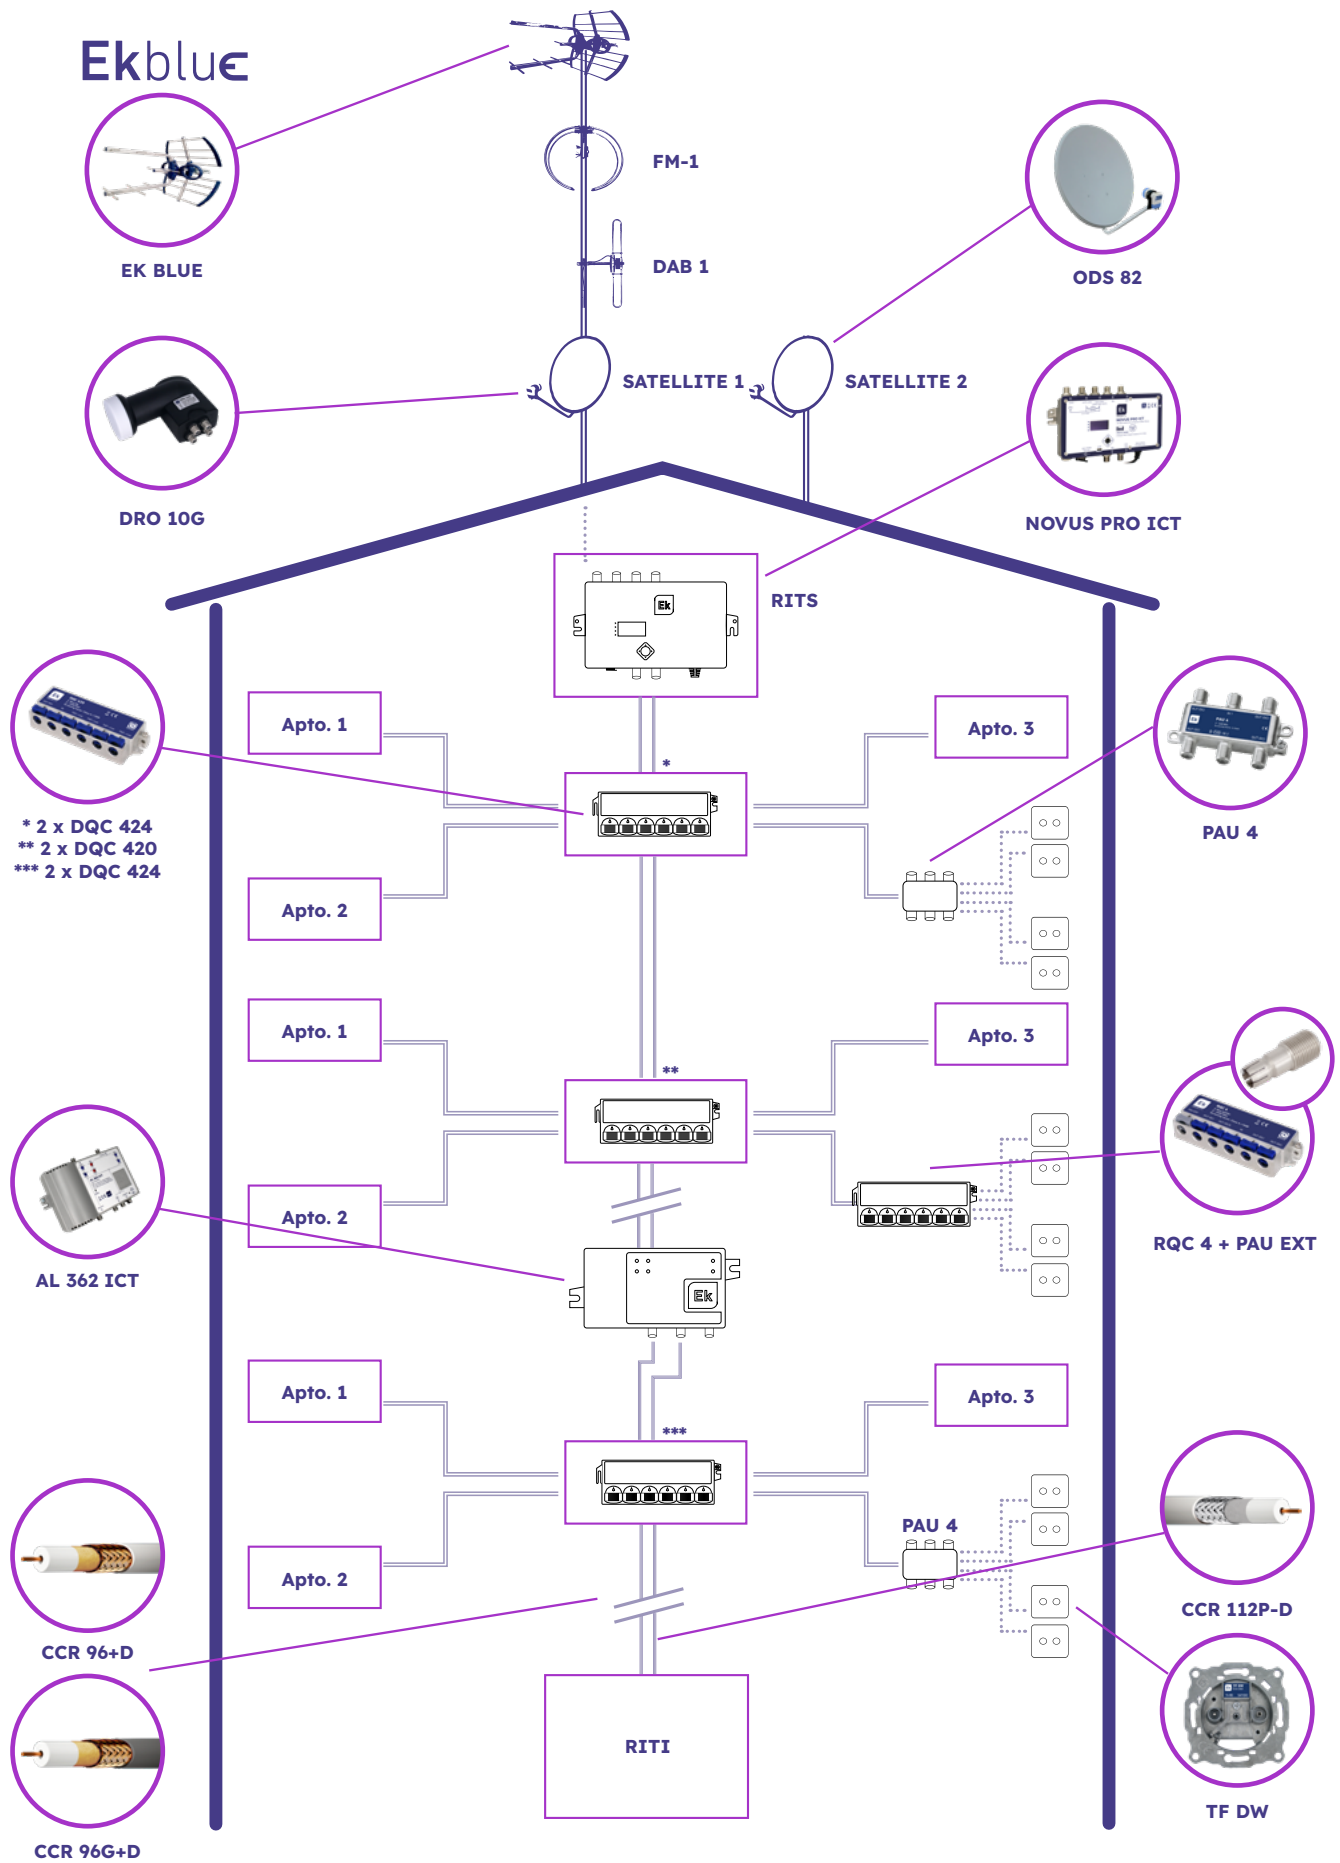 Ekblue
EK BLUE
FM-1
DAB 1
ODS 82
SATELLITE 1
SATELLITE 2
DRO 10G
NOVUS PRO ICT
RITS
Ek
Apto. 1
Apto. 3
*
* 2 x DQC 424
** 2 x DQC 420
*** 2 x DQC 424
PAU 4
Apto. 2
Apto. 1
Apto. 3
**
Apto. 2
AL 362 ICT
Ek
RQC 4 + PAU EXT
Apto. 1
Apto. 3
***
PAU 4
Apto. 2
CCR 96+D
CCR 112P-D
RITI
TF DW
CCR 96G+D